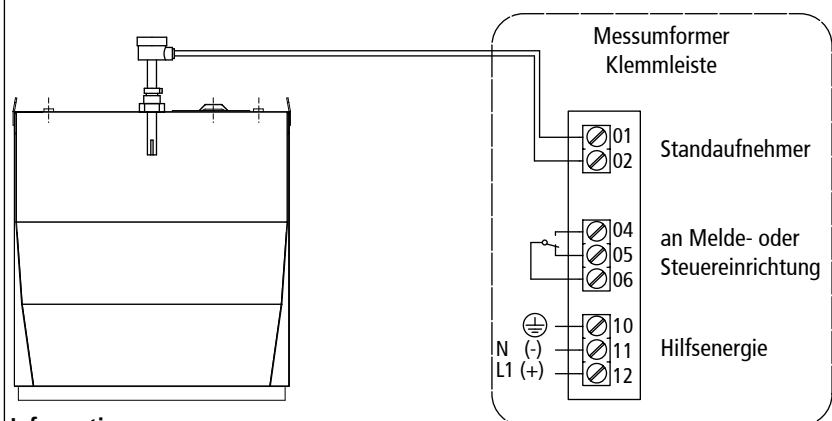 Messumformer
Klemmleiste
01
02
Standaufnehmer
04
05
06
an Melde- oder
Steuereinrichtung
10
N (-) 11
L1 (+) 12
Hilfsenergie